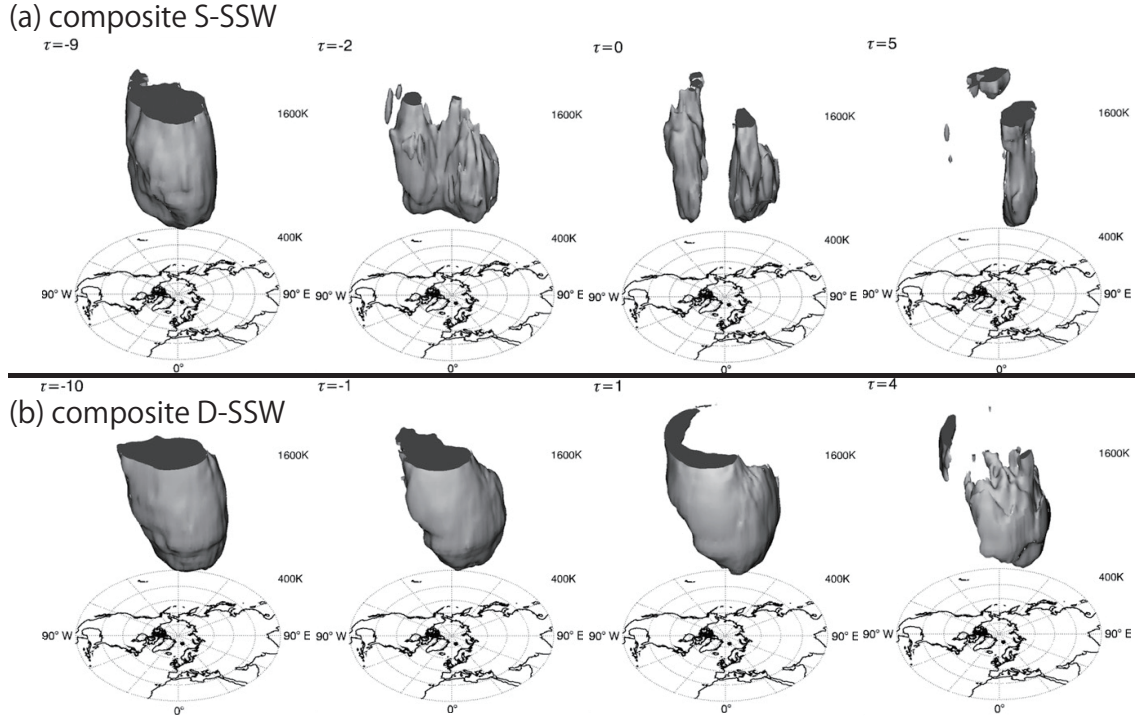 (a) composite S-SSW
τ=-9 τ=-2 τ=0 τ=5
1600K 1600K 1600K 1600K
400K 400K 400K 400K
90° W 90° E 90° W 90° E 90° W 90° E 90° W 90° E
0° 0° 0° 0°
τ=-10 τ=-1 τ=1 τ=4
(b) composite D-SSW
1600K 1600K 1600K 1600K
400K 400K 400K 400K
90° W 90° E 90° W 90° E 90° W 90° E 90° W 90° E
0° 0° 0° 0°